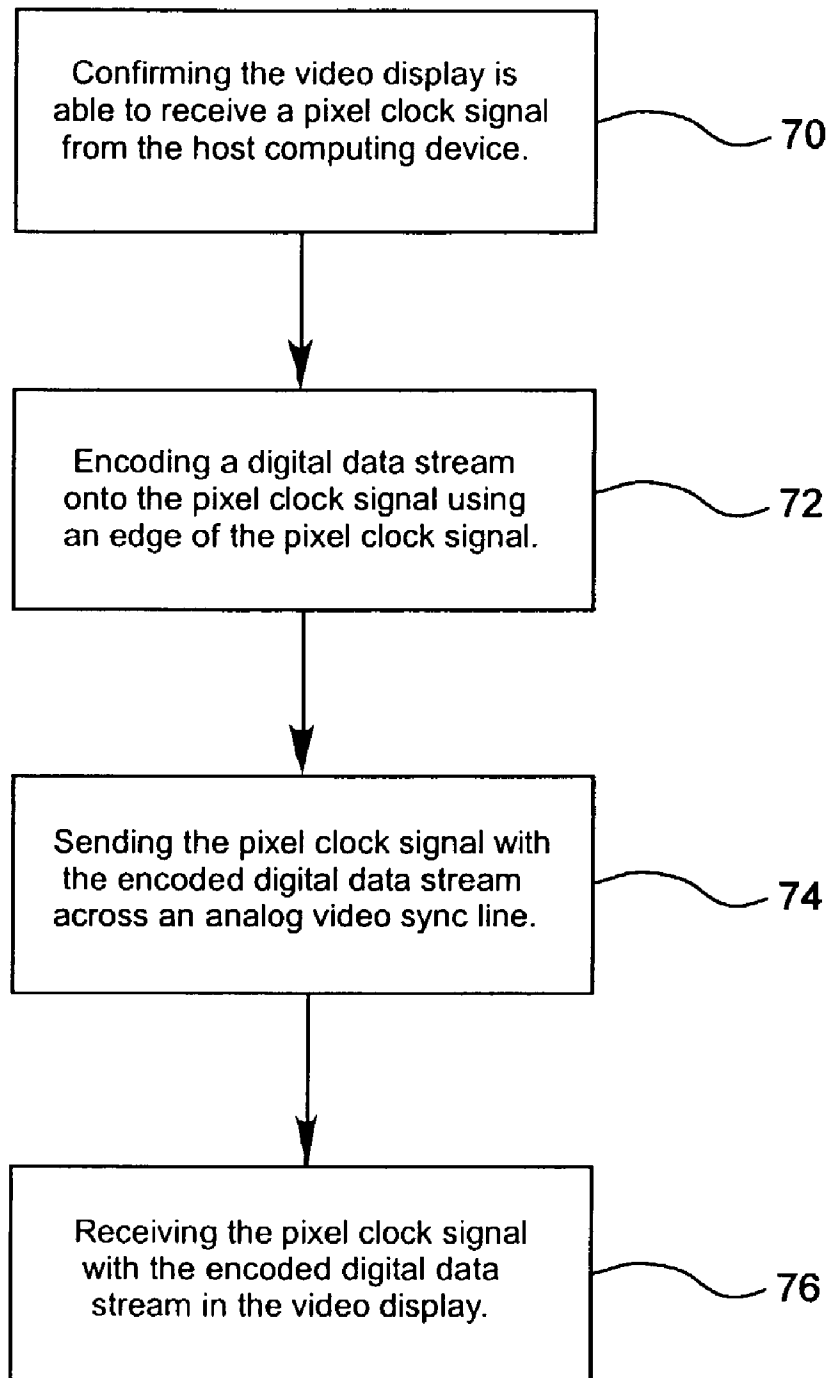 Confirming the video display is
able to receive a pixel clock signal
from the host computing device.
70
Encoding a digital data stream
onto the pixel clock signal using
an edge of the pixel clock signal.
72
Sending the pixel clock signal with
the encoded digital data stream
across an analog video sync line.
74
Receiving the pixel clock signal
with the encoded digital data
stream in the video display.
76